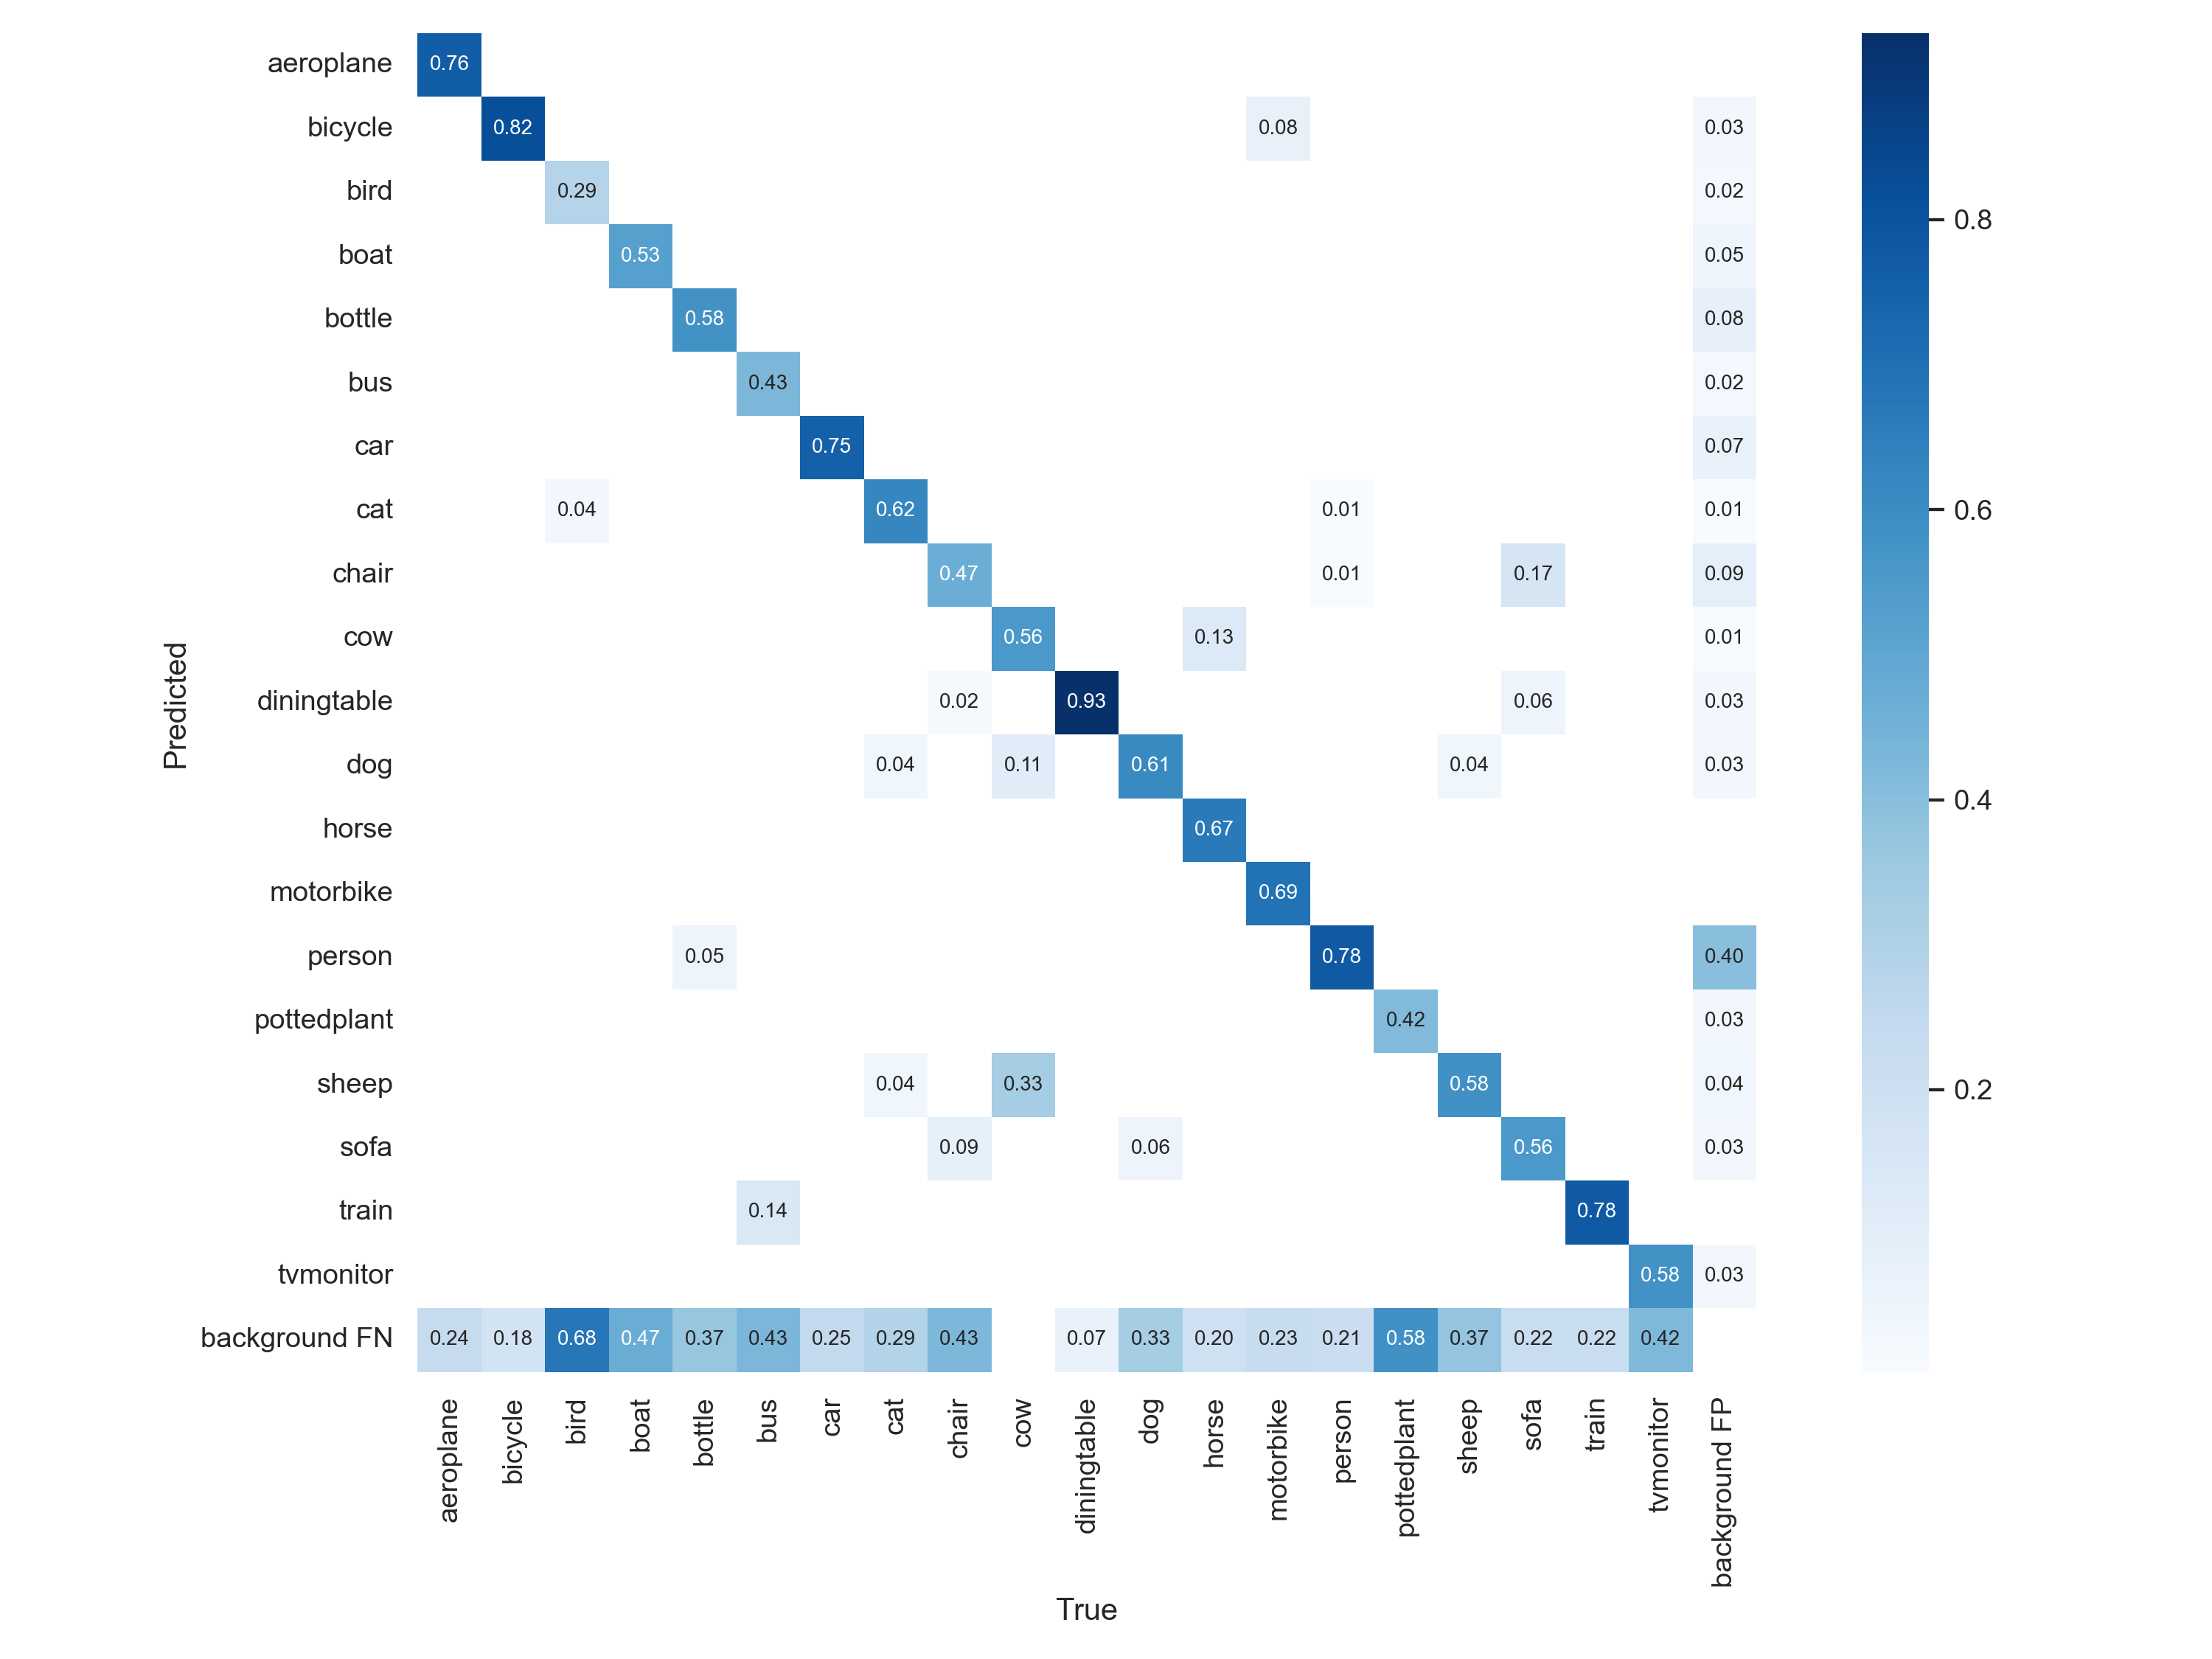 aeroplane 0.76
bicycle 0.82 0.08 0.03
bird 0.29 0.02
0.8
boat 0.53 0.05
bottle 0.58 0.08
bus 0.43 0.02
car 0.75 0.07
cat 0.04 0.62 0.01 0.01
0.6
chair 0.47 0.01 0.17 0.09
cow 0.56 0.13 0.01
Predicted
diningtable 0.02 0.93 0.06 0.03
dog 0.04 0.11 0.61 0.04 0.03
0.4
horse 0.67
motorbike 0.69
person 0.05 0.78 0.40
pottedplant 0.42 0.03
sheep 0.04 0.33 0.58 0.04
0.2
sofa 0.09 0.06 0.56 0.03
train 0.14 0.78
tvmonitor 0.58 0.03
background FN 0.24 0.18 0.68 0.47 0.37 0.43 0.25 0.29 0.43 0.07 0.33 0.20 0.23 0.21 0.58 0.37 0.22 0.22 0.42
aeroplane
bicycle
bird
boat
bottle
bus
car
cat
chair
cow
diningtable
dog
horse
motorbike
person
pottedplant
sheep
sofa
train
tvmonitor
background FP
True